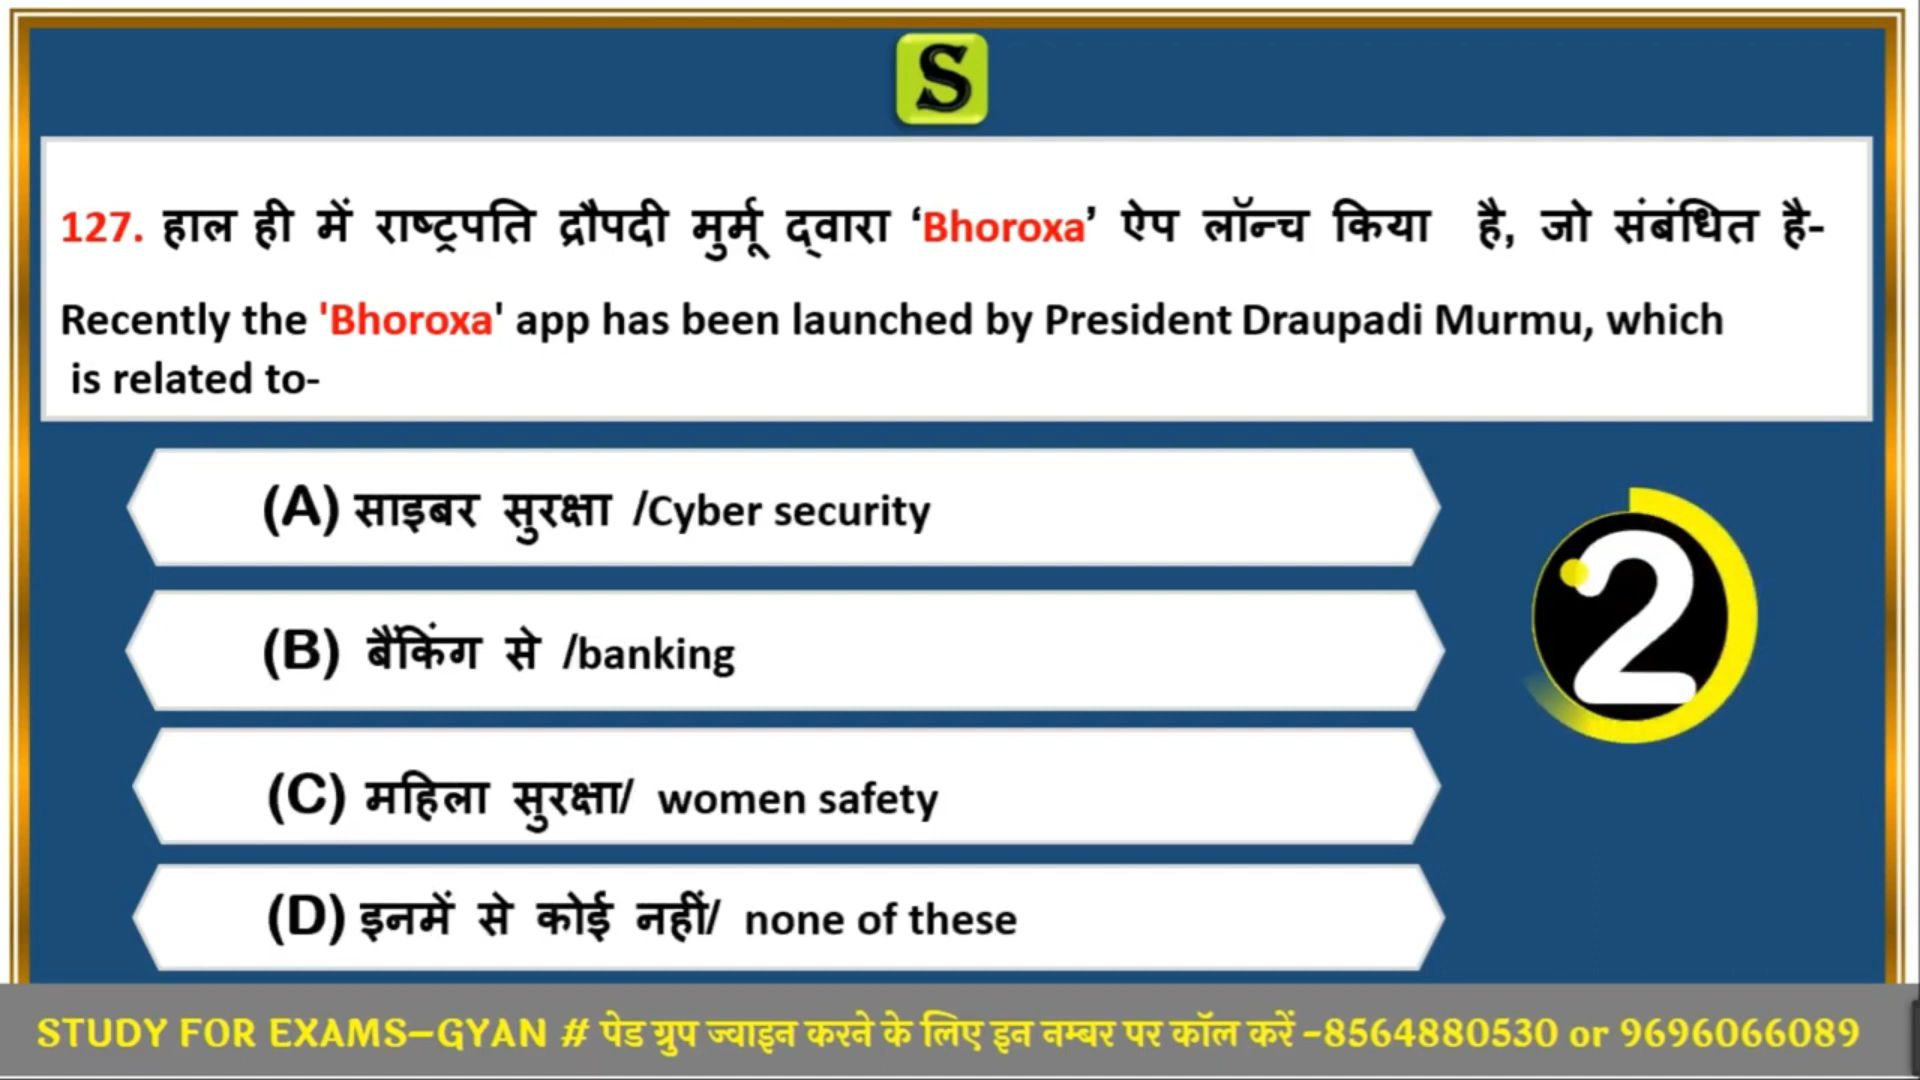 S
127. हाल ही में राष्ट्रपति द्रौपदी मुर्मू द्वारा ‘Bhoroxa’ ऐप लॉन्च किया है, जो संबंधित है-
Recently the 'Bhoroxa' app has been launched by President Draupadi Murmu, which
is related to-
(A) साइबर सुरक्षा /Cyber security
(B) बैंकिंग से /banking
2
(C) महिला सुरक्षा/ women safety
(D) इनमें से कोई नहीं/ none of these
STUDY FOR EXAMS–GYAN # पेड ग्रुप ज्वाइन करने के लिए इन नम्बर पर कॉल करें –8564880530 or 9696066089